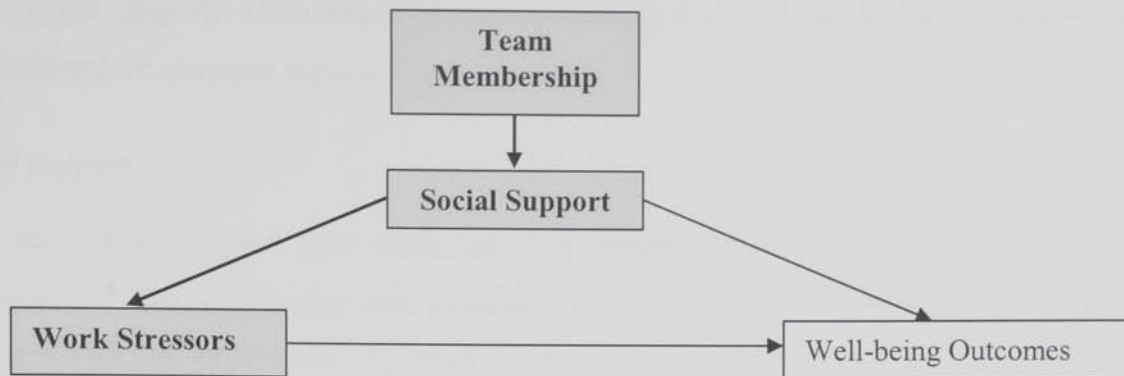 Team
Membership
Social Support
Work Stressors
Well-being Outcomes